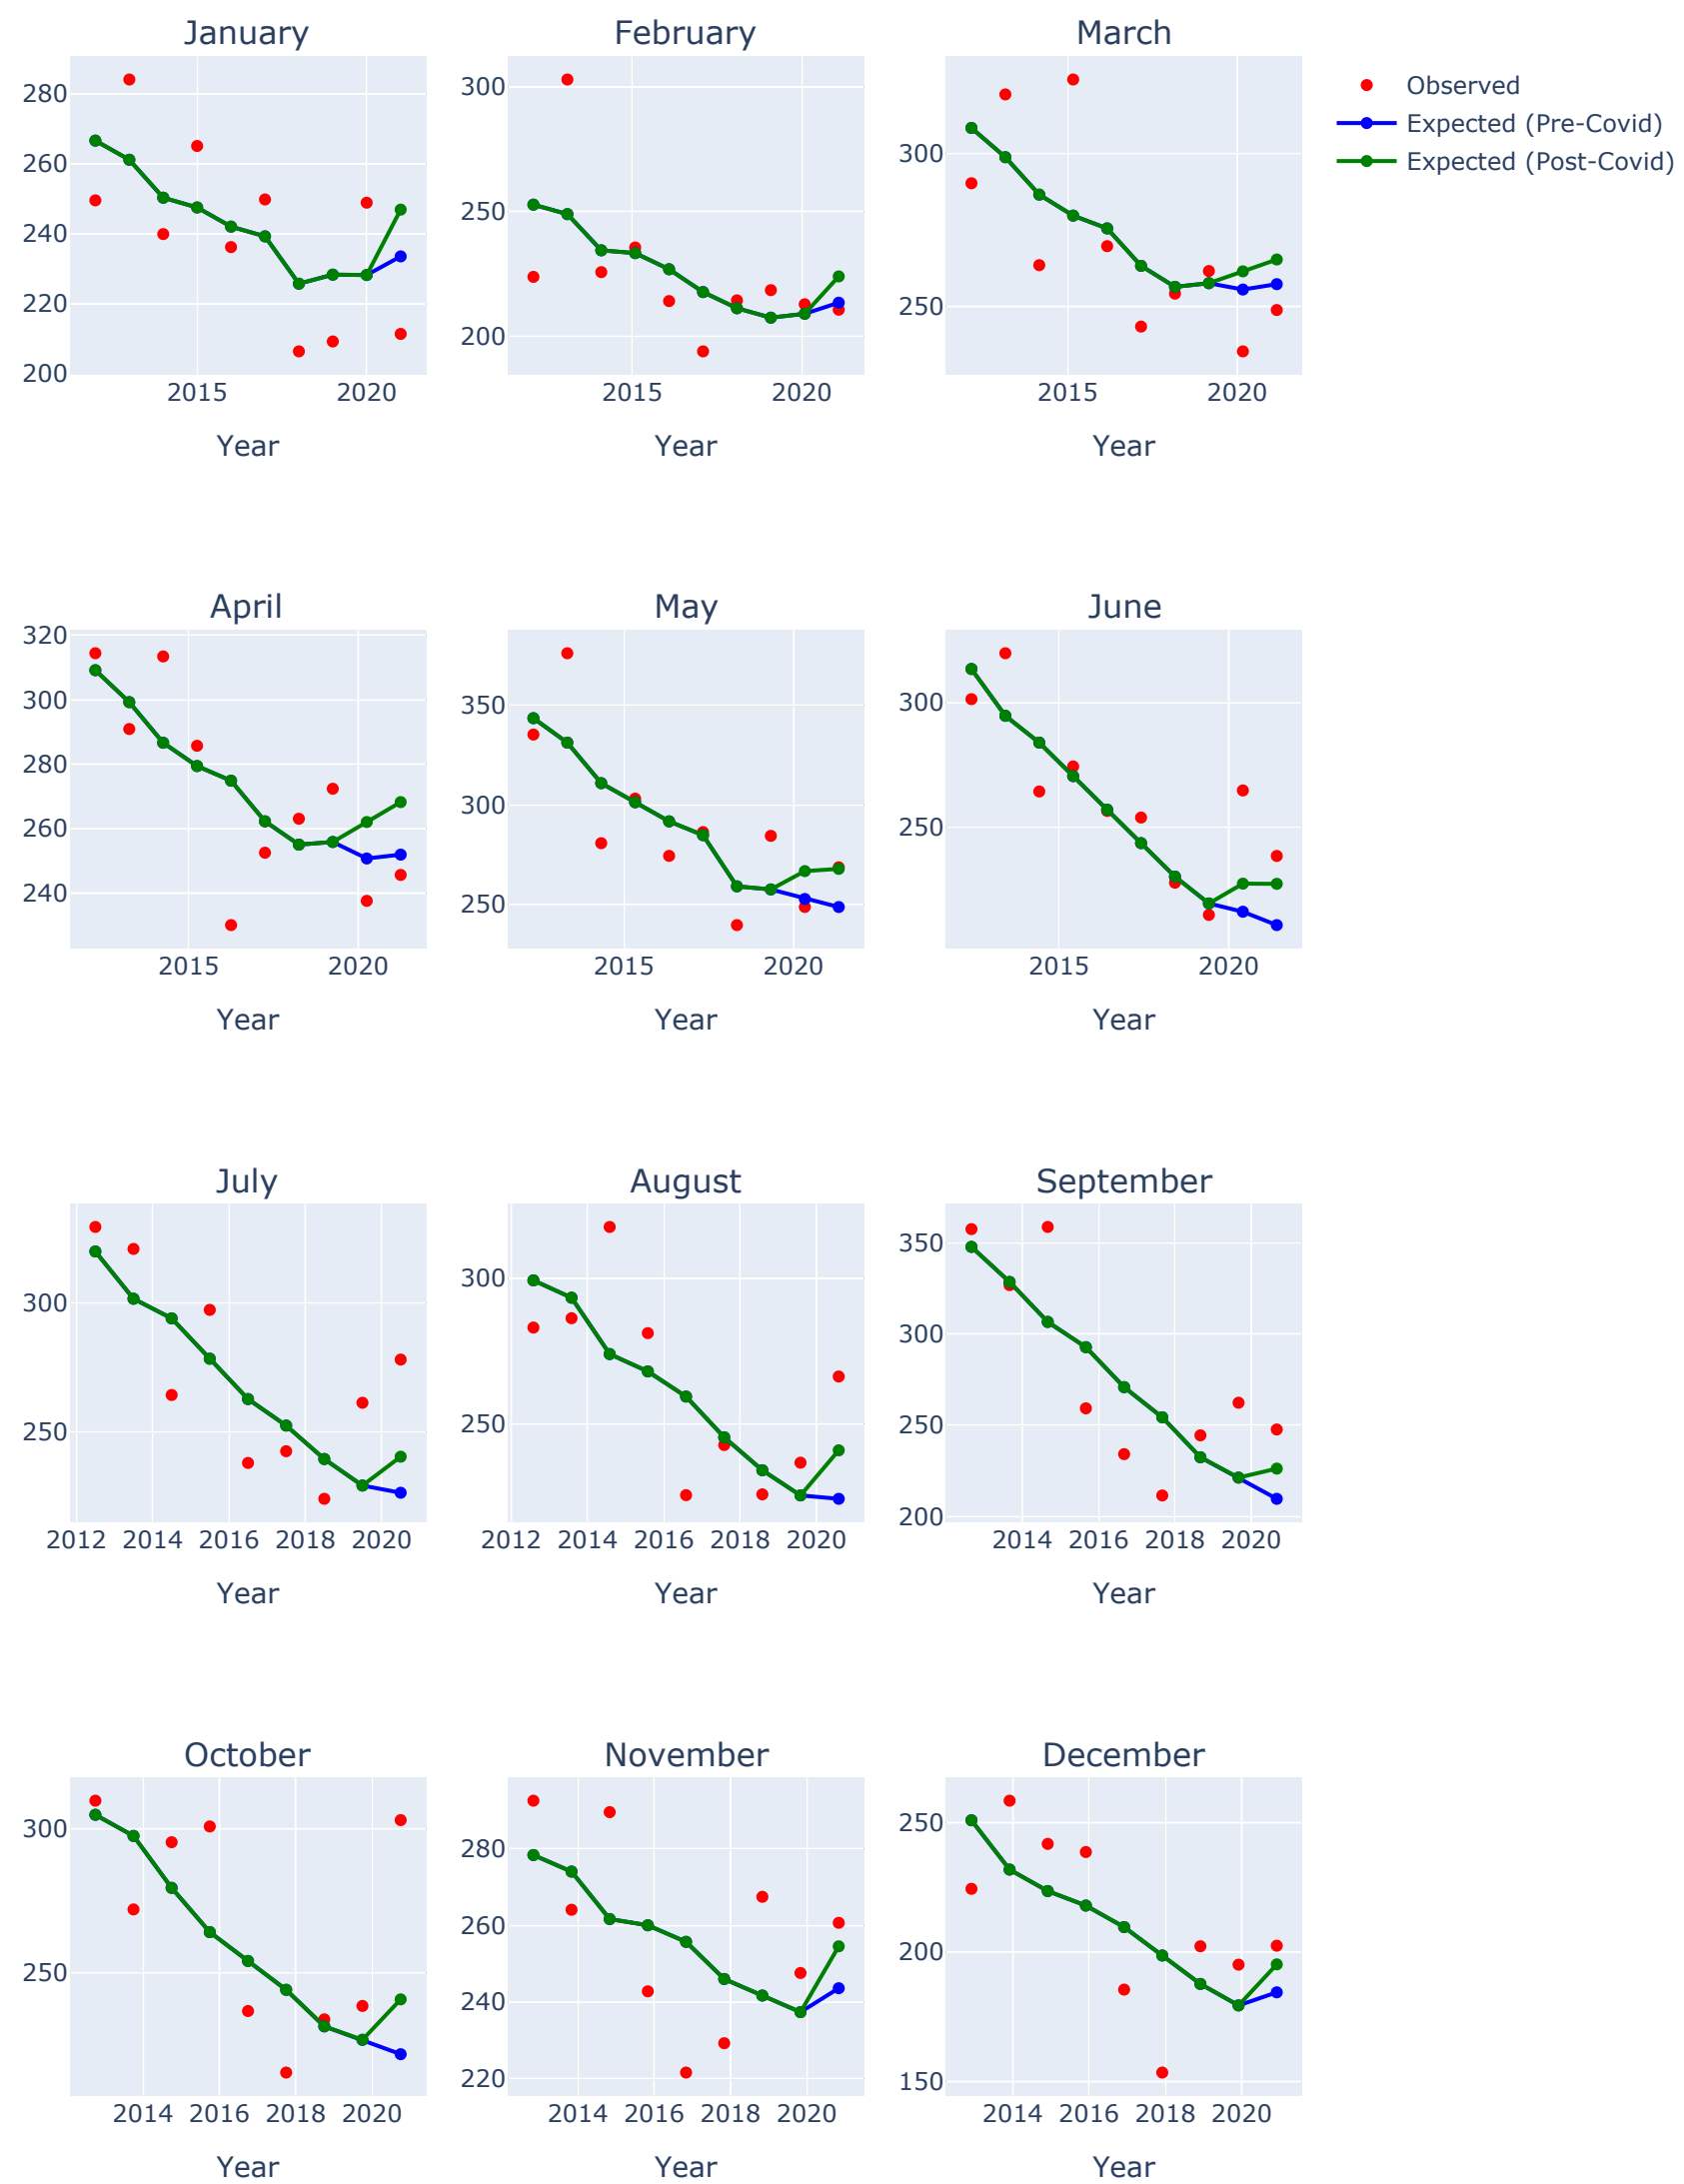 January
February
March
280
260
240
220
200
2015
2020
Year
300
250
200
2015
2020
Year
300
250
2015
2020
Year
Observed
Expected (Pre-Covid)
Expected (Post-Covid)
April
May
June
320
300
280
260
240
2015
2020
Year
350
300
250
2015
2020
Year
300
250
2015
2020
Year
July
August
September
300
250
2012
2014
2016
2018
2020
Year
300
250
2012
2014
2016
2018
2020
Year
350
300
250
200
2014
2016
2018
2020
Year
October
November
December
300
250
2014
2016
2018
2020
Year
280
260
240
220
2014
2016
2018
2020
Year
250
200
150
2014
2016
2018
2020
Year